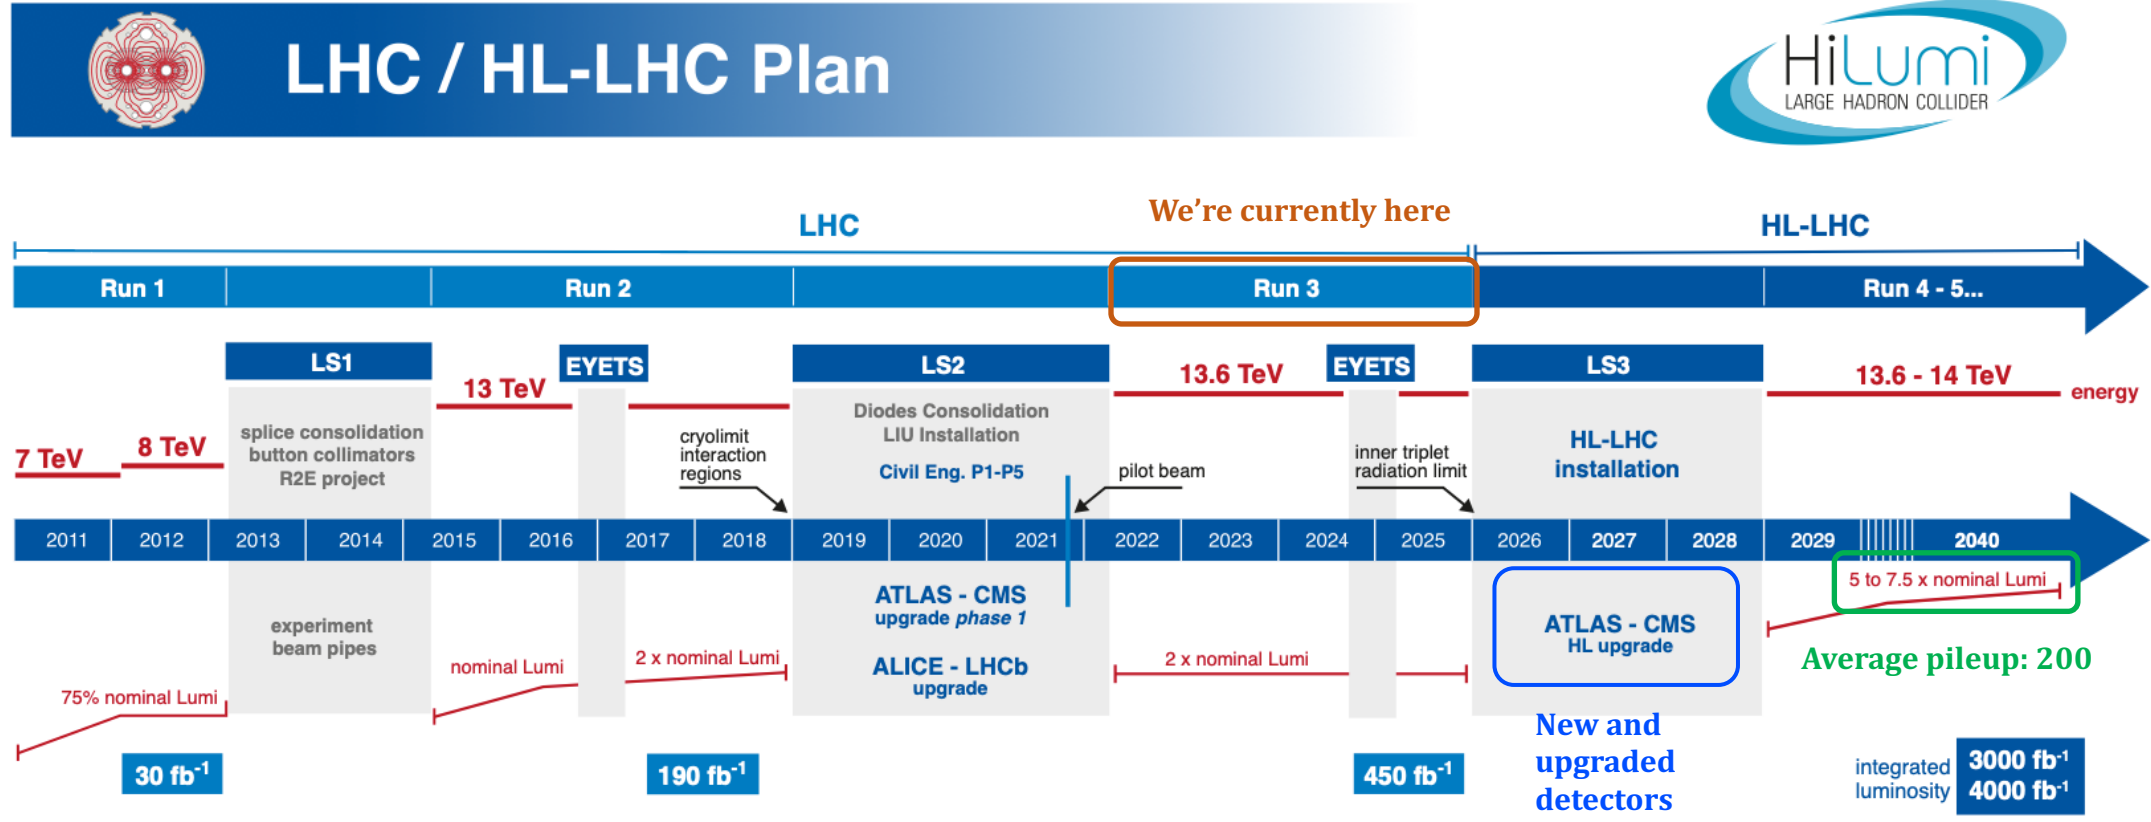 LHC / HL-LHC Plan
HiLumi
LARGE HADRON COLLIDER
We're currently here
LHC
HL-LHC
Run 1
Run 2
Run 3
Run 4 - 5...
LS1
EYETS
LS2
EYETS
LS3
13 TeV
13.6 TeV
13.6 - 14 TeV
energy
7 TeV
8 TeV
splice consolidation
button collimators
R2E project
cryolimit
interaction
regions
Diodes Consolidation
LIU Installation
Civil Eng. P1-P5
pilot beam
inner triplet
radiation limit
HL-LHC
installation
2011
2012
2013
2014
2015
2016
2017
2018
2019
2020
2021
2022
2023
2024
2025
2026
2027
2028
2029
2040
5 to 7.5 x nominal Lumi
experiment
beam pipes
ATLAS - CMS
upgrade phase 1
ALICE - LHCb
upgrade
ATLAS - CMS
HL upgrade
75% nominal Lumi
nominal Lumi
2 x nominal Lumi
2 x nominal Lumi
Average pileup: 200
New and
upgraded
detectors
30 fb-1
190 fb-1
450 fb-1
integrated
luminosity
3000 fb-1
4000 fb-1